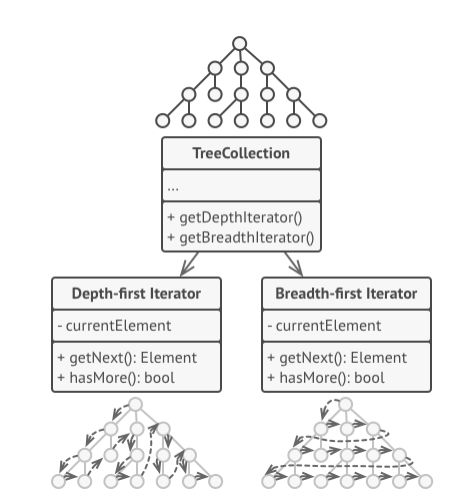 TreeCollection
...
+ getDepthIterator()
+ getBreadthIterator()
Depth-first Iterator
- currentElement
+ getNext(): Element
+ hasMore(): bool
Breadth-first Iterator
- currentElement
+ getNext(): Element
+ hasMore(): bool